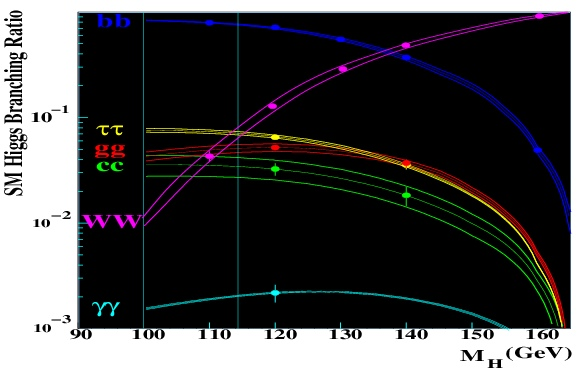 SM Higgs Branching Ratio
bb
10⁻¹
ττ
gg
cc
WW
10⁻²
γγ
10⁻³
90 100 110 120 130 140 150 160
M_H (GeV)